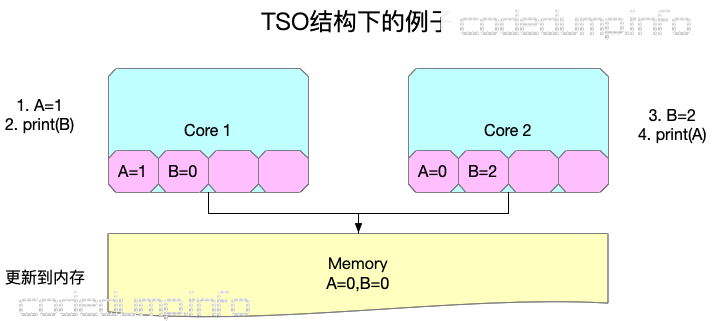 TSO结构下的例子
codedump info
1. A=1
2. print(B)
Core 1
A=1 B=0
Core 2
A=0 B=2
3. B=2
4. print(A)
更新到内存
Memory
A=0,B=0
codedump info